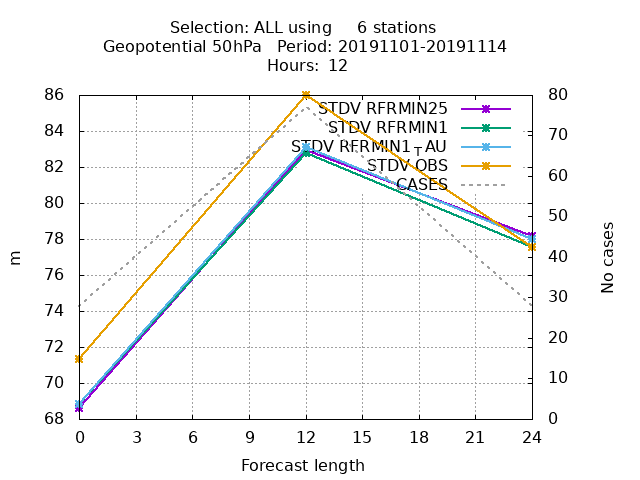 Selection: ALL using     6 stations
Geopotential 50hPa   Period: 20191101-20191114
Hours: 12
86
84
82
80
78
76
74
72
70
68
80
70
60
50
40
30
20
10
0
STDV RFRMIN25
STDV RFRMIN1
STDV RFRMIN1_TAU
STDV OBS
CASES
m
No cases
0 3 6 9 12 15 18 21 24
Forecast length